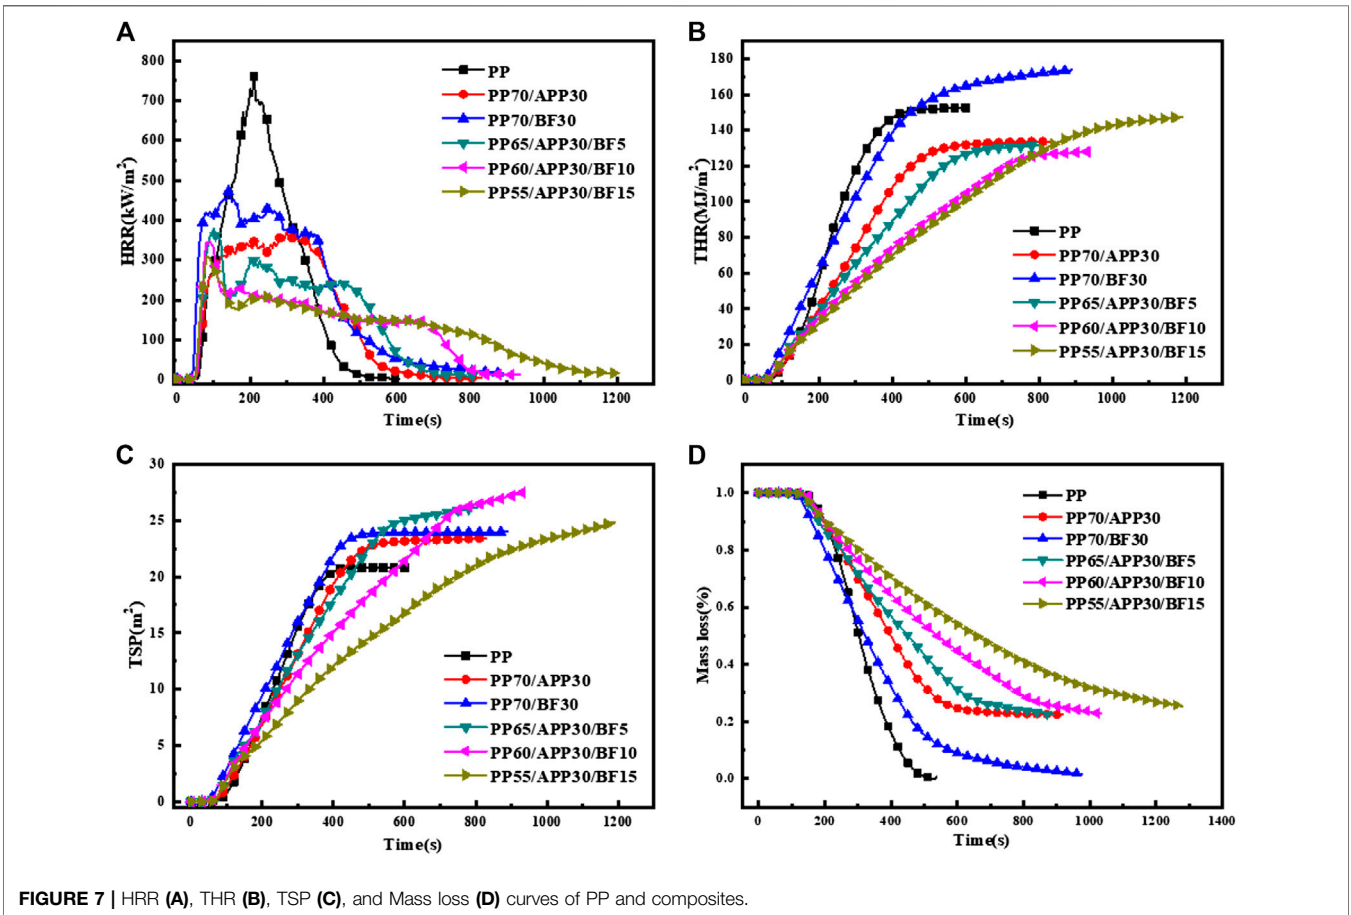 A
HRR(kW/m²)
800
700
600
500
400
300
200
100
0
0 200 400 600 800 1000 1200
Time(s)
PP
PP70/APP30
PP70/BF30
PP65/APP30/BF5
PP60/APP30/BF10
PP55/APP30/BF15
B
THR(MJ/m²)
180
160
140
120
100
80
60
40
20
0
0 200 400 600 800 1000 1200
Time(s)
PP
PP70/APP30
PP70/BF30
PP65/APP30/BF5
PP60/APP30/BF10
PP55/APP30/BF15
C
TSP(m²)
30
25
20
15
10
5
0
0 200 400 600 800 1000 1200
Time(s)
PP
PP70/APP30
PP70/BF30
PP65/APP30/BF5
PP60/APP30/BF10
PP55/APP30/BF15
D
Mass loss(%)
1.0
0.8
0.6
0.4
0.2
0.0
0 200 400 600 800 1000 1200 1400
Time(s)
PP
PP70/APP30
PP70/BF30
PP65/APP30/BF5
PP60/APP30/BF10
PP55/APP30/BF15
FIGURE 7 | HRR (A), THR (B), TSP (C), and Mass loss (D) curves of PP and composites.